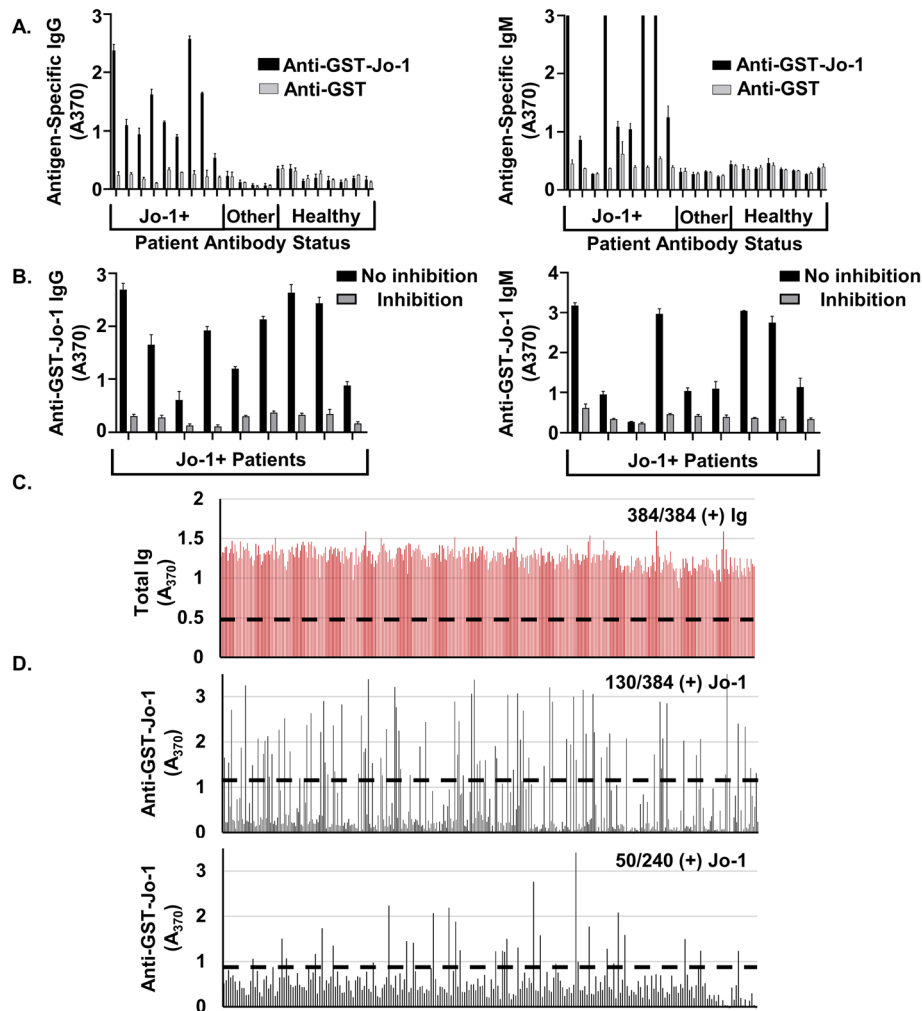 A.
Antigen-Specific IgG
(A370)
3
2
1
0
Anti-GST-Jo-1
Anti-GST
Jo-1+
Other
Healthy
Patient Antibody Status
Antigen-Specific IgM
(A370)
3
2
1
0
Anti-GST-Jo-1
Anti-GST
Jo-1+
Other
Healthy
Patient Antibody Status
B.
Anti-GST-Jo-1 IgG
(A370)
3
2
1
0
No inhibition
Inhibition
Jo-1+ Patients
Anti-GST-Jo-1 IgM
(A370)
4
3
2
1
0
No inhibition
Inhibition
Jo-1+ Patients
C.
Total Ig
(A370)
2
1.5
1
0.5
0
384/384 (+) Ig
D.
Anti-GST-Jo-1
(A370)
3
2
1
0
130/384 (+) Jo-1
Anti-GST-Jo-1
(A370)
3
2
1
0
50/240 (+) Jo-1